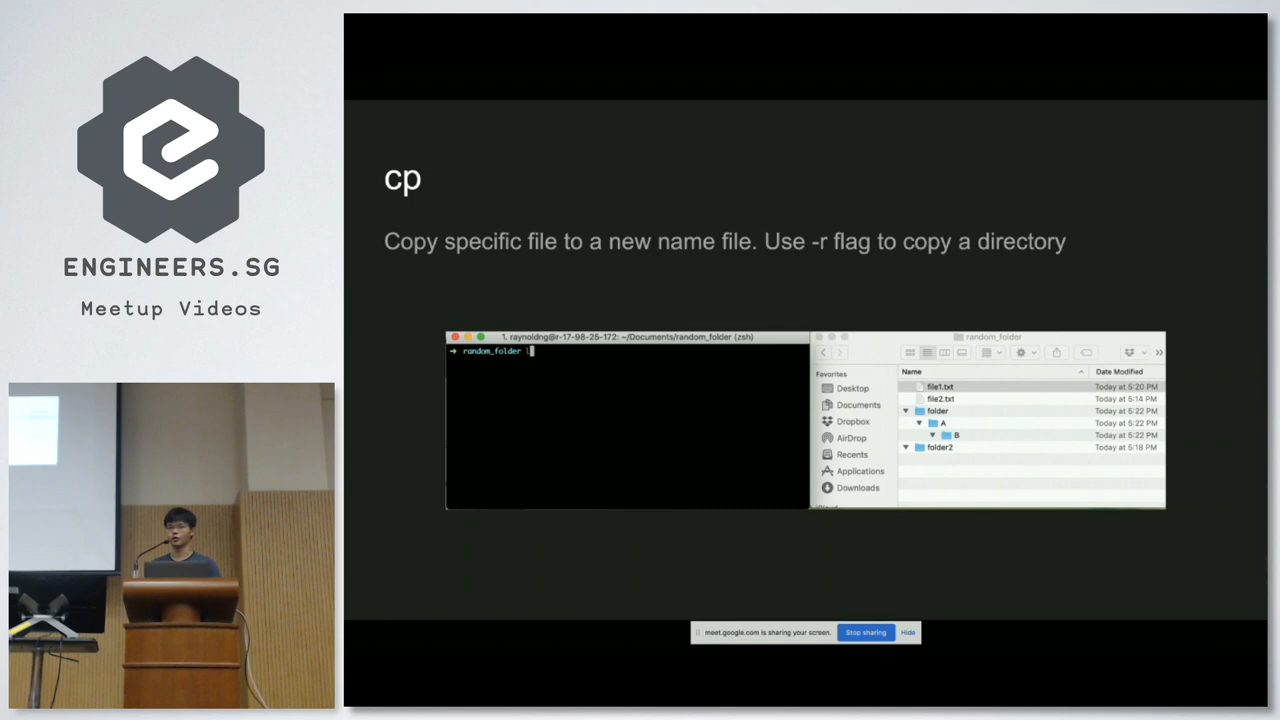 ENGINEERS.SG
Meetup Videos
cp
Copy specific file to a new name file. Use -r flag to copy a directory
1. raynoldng@r-17-98-25-172: ~/Documents/random_folder (zsh)
➜ random_folder l
random_folder
Favorites
Desktop
Documents
Dropbox
AirDrop
Recents
Applications
Downloads
Name Date Modified
file1.txt Today at 5:20 PM
file2.txt Today at 5:14 PM
folder Today at 5:22 PM
A Today at 5:22 PM
B Today at 5:22 PM
folder2 Today at 5:18 PM
meet.google.com is sharing your screen. Stop sharing Hide